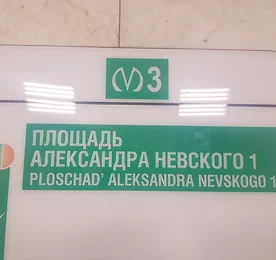 М 3
ПЛОЩАДЬ
АЛЕКСАНДРА НЕВСКОГО 1
PLOSCHAD' ALEKSANDRA NEVSKOGO 1